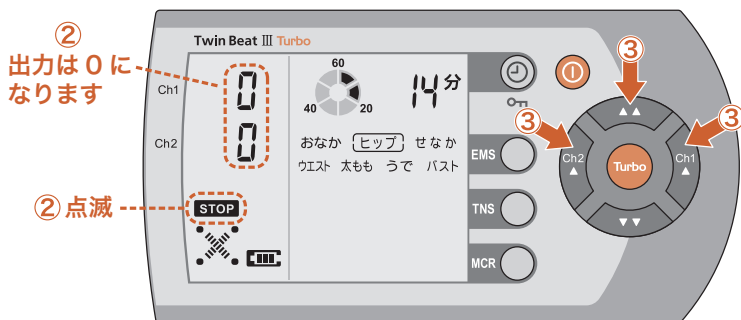 ②
出力は 0 に
なります
Twin Beat Ⅲ Turbo
Ch1
0
Ch2
0
60
40
20
14分
おなか ヒップ せなか
ウエスト 太もも うで バスト
② 点滅
STOP
EMS
TNS
MCR
③
③
③
▲▲
Ch2
▲
Turbo
Ch1
▲
▼▼